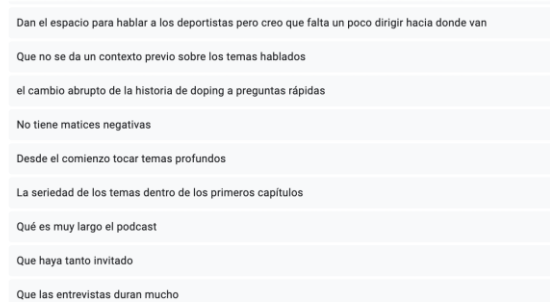 Dan el espacio para hablar a los deportistas pero creo que falta un poco dirigir hacia donde van
Que no se da un contexto previo sobre los temas hablados
el cambio abrupto de la historia de doping a preguntas rápidas
No tiene matices negativas
Desde el comienzo tocar temas profundos
La seriedad de los temas dentro de los primeros capítulos
Qué es muy largo el podcast
Que haya tanto invitado
Que las entrevistas duran mucho